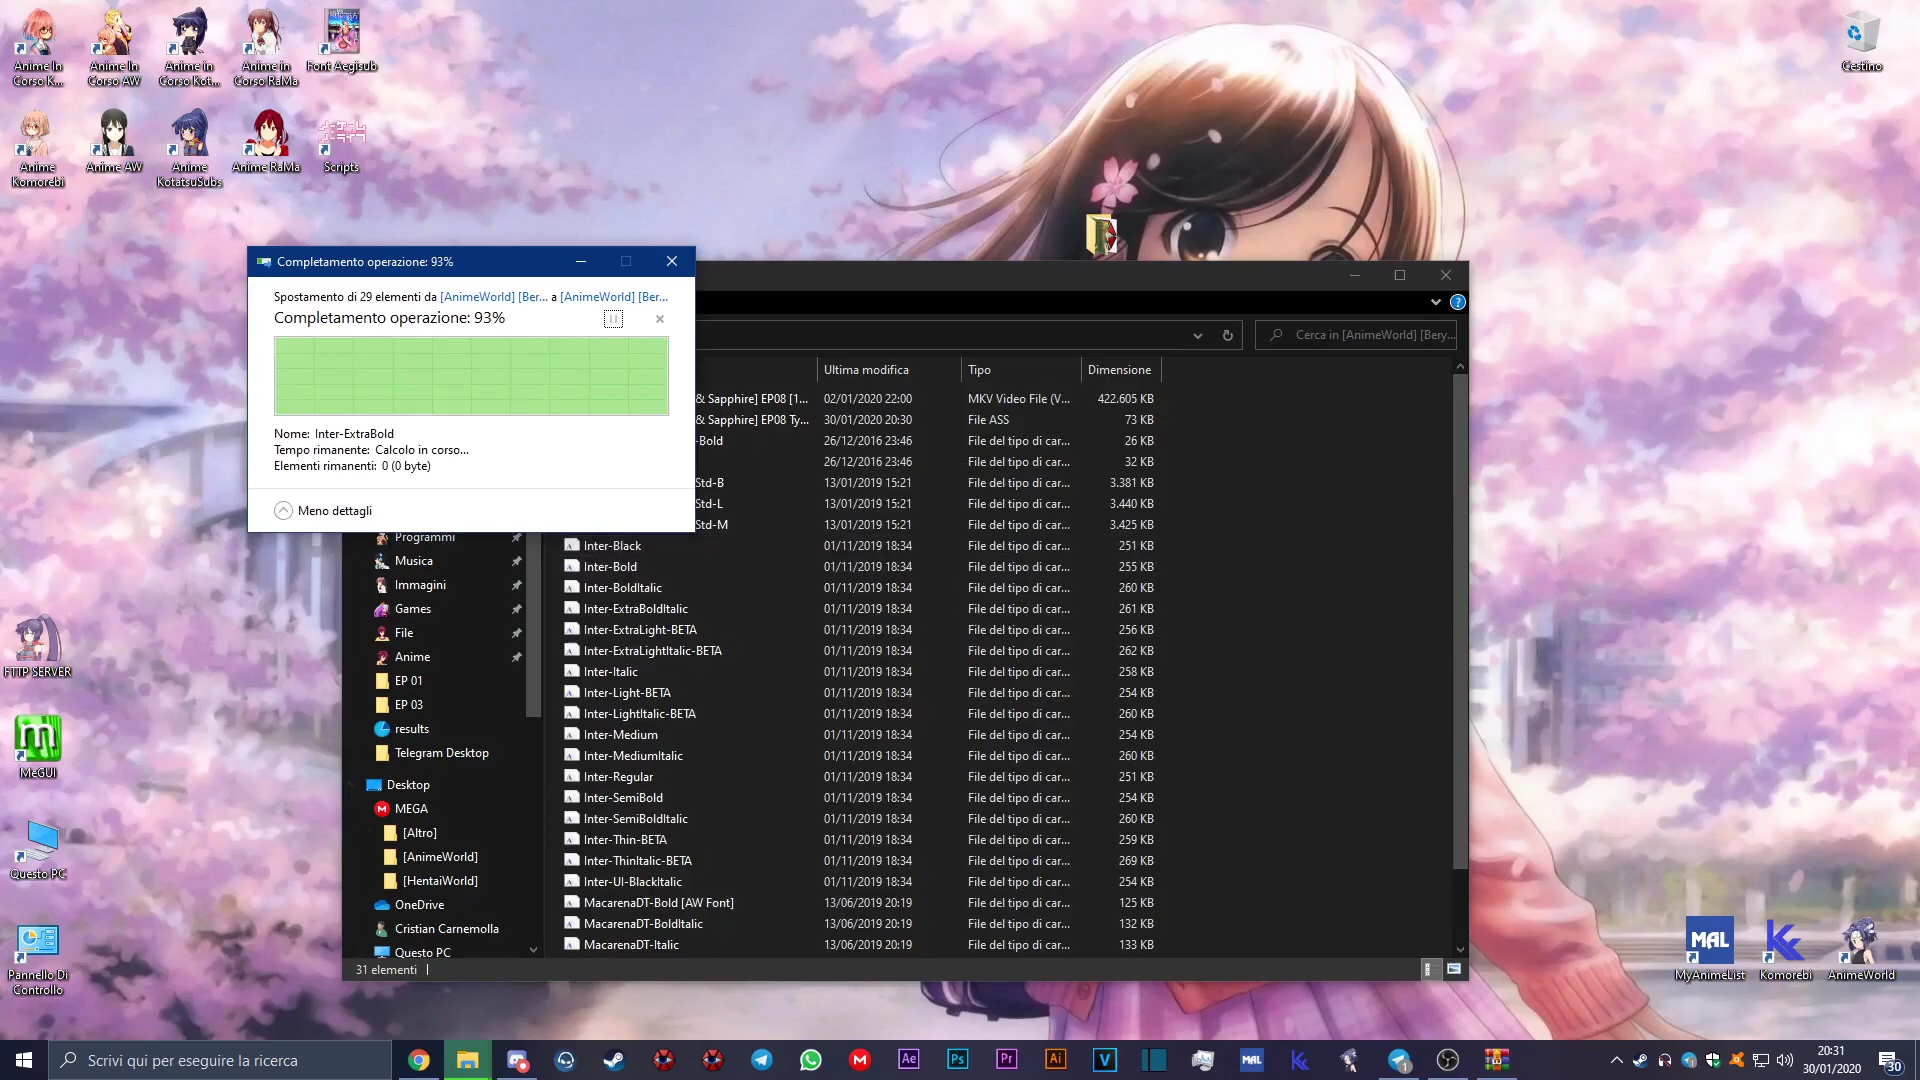 Anime In Corso K...
Anime In Corso AW
Anime in Corso Kot...
Anime in Corso RaMa
Font Aegisub
Cestino
Anime Komorebi
Anime AW
Anime KotatsuSubs
Anime RaMa
Scripts
FTTP SERVER
MeGUI
Questo PC
Pannello Di Controllo
Completamento operazione: 93%
Spostamento di 29 elementi da [AnimeWorld] [Ber... a [AnimeWorld] [Ber...
Completamento operazione: 93%
Nome: Inter-ExtraBold
Tempo rimanente: Calcolo in corso...
Elementi rimanenti: 0 (0 byte)
Meno dettagli
Cerca in [AnimeWorld] [Bery...
Ultima modifica Tipo Dimensione
& Sapphire] EP08 [1... 02/01/2020 22:00 MKV Video File (V... 422.605 KB
& Sapphire] EP08 Ty... 30/01/2020 20:30 File ASS 73 KB
-Bold 26/12/2016 23:46 File del tipo di car... 26 KB
26/12/2016 23:46 File del tipo di car... 32 KB
Std-B 13/01/2019 15:21 File del tipo di car... 3.381 KB
Std-L 13/01/2019 15:21 File del tipo di car... 3.440 KB
Std-M 13/01/2019 15:21 File del tipo di car... 3.425 KB
Inter-Black 01/11/2019 18:34 File del tipo di car... 251 KB
Inter-Bold 01/11/2019 18:34 File del tipo di car... 255 KB
Inter-BoldItalic 01/11/2019 18:34 File del tipo di car... 260 KB
Inter-ExtraBoldItalic 01/11/2019 18:34 File del tipo di car... 261 KB
Inter-ExtraLight-BETA 01/11/2019 18:34 File del tipo di car... 256 KB
Inter-ExtraLightItalic-BETA 01/11/2019 18:34 File del tipo di car... 262 KB
Inter-Italic 01/11/2019 18:34 File del tipo di car... 258 KB
Inter-Light-BETA 01/11/2019 18:34 File del tipo di car... 254 KB
Inter-LightItalic-BETA 01/11/2019 18:34 File del tipo di car... 260 KB
Inter-Medium 01/11/2019 18:34 File del tipo di car... 254 KB
Inter-MediumItalic 01/11/2019 18:34 File del tipo di car... 260 KB
Inter-Regular 01/11/2019 18:34 File del tipo di car... 251 KB
Inter-SemiBold 01/11/2019 18:34 File del tipo di car... 254 KB
Inter-SemiBoldItalic 01/11/2019 18:34 File del tipo di car... 260 KB
Inter-Thin-BETA 01/11/2019 18:34 File del tipo di car... 259 KB
Inter-ThinItalic-BETA 01/11/2019 18:34 File del tipo di car... 269 KB
Inter-UI-BlackItalic 01/11/2019 18:34 File del tipo di car... 254 KB
MacarenaDT-Bold [AW Font] 13/06/2019 20:19 File del tipo di car... 125 KB
MacarenaDT-BoldItalic 13/06/2019 20:19 File del tipo di car... 132 KB
MacarenaDT-Italic 13/06/2019 20:19 File del tipo di car... 133 KB
Programmi
Musica
Immagini
Games
File
Anime
EP 01
EP 03
results
Telegram Desktop
Desktop
MEGA
[Altro]
[AnimeWorld]
[HentaiWorld]
OneDrive
Cristian Carnemolla
Questo PC
31 elementi
MAL
MyAnimeList
Komorebi
AnimeWorld
Scrivi qui per eseguire la ricerca
Ae
Ps
Pr
Ai
V
MAL
1
20:31
30/01/2020
30